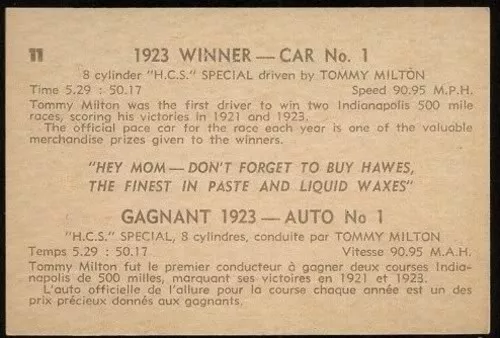 11
1923 WINNER — CAR No. 1
8 cylinder "H.C.S." SPECIAL driven by TOMMY MILTON
Time 5.29 : 50.17 Speed 90.95 M.P.H.
Tommy Milton was the first driver to win two Indianapolis 500 mile
races, scoring his victories in 1921 and 1923.
The official pace car for the race each year is one of the valuable
merchandise prizes given to the winners.
"HEY MOM — DON'T FORGET TO BUY HAWES,
THE FINEST IN PASTE AND LIQUID WAXES"
GAGNANT 1923 — AUTO No 1
"H.C.S." SPECIAL, 8 cylindres, conduite par TOMMY MILTON
Temps 5.29 : 50.17 Vitesse 90.95 M.A.H.
Tommy Milton fut le premier conducteur à gagner deux courses India-
napolis de 500 milles, marquant ses victoires en 1921 et 1923.
L'auto officielle de l'allure pour la course chaque année est un des
prix précieux donnés aux gagnants.